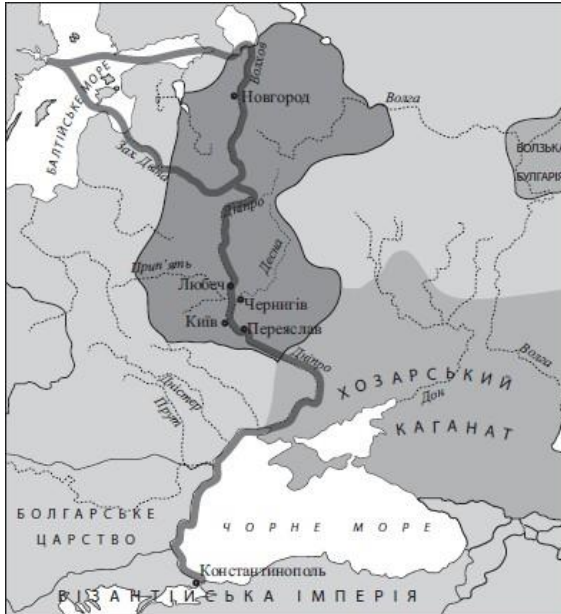 Волхов
Новгород
Волга
БАЛТІЙСЬКЕ МОРЕ
Зах. Двіна
ВОЛЗЬКА
БУЛГАРІЯ
Дніпро
Десна
Прип'ять
Любеч
Чернигів
Київ
Переяслав
Дніпро
Волга
ХОЗАРСЬКИЙ
КАГАНАТ
Дон
Дністер
Прут
БОЛГАРСЬКЕ
ЦАРСТВО
ЧОРНЕ МОРЕ
Константинополь
ВІЗАНТІЙСЬКА ІМПЕРІЯ